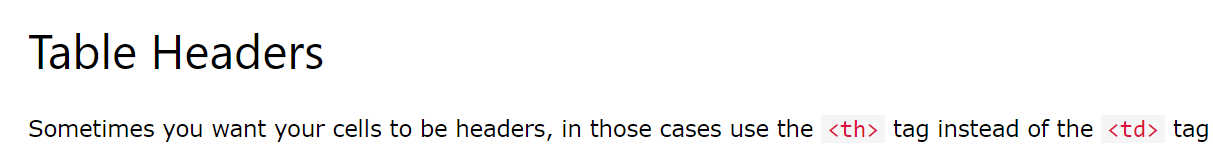 Table Headers
Sometimes you want your cells to be headers, in those cases use the <th> tag instead of the <td> tag